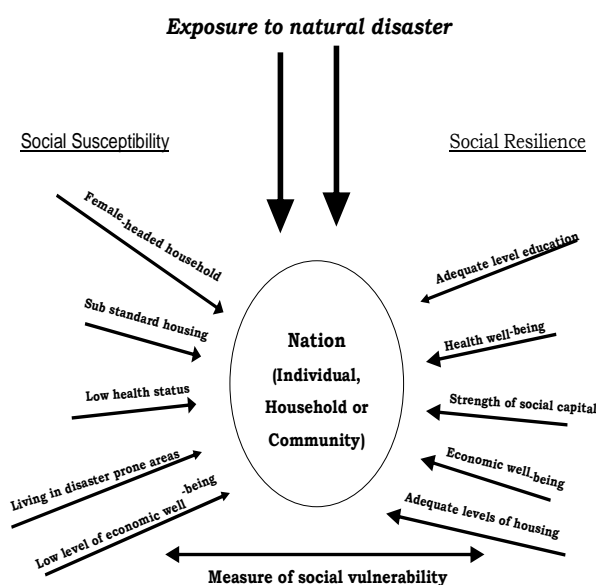 Exposure to natural disaster
Social Susceptibility
Social Resilience
Female-headed household
Sub standard housing
Low health status
Living in disaster prone areas
Low level of economic well-being
Nation
(Individual,
Household or
Community)
Adequate level education
Health well-being
Strength of social capital
Economic well-being
Adequate levels of housing
Measure of social vulnerability